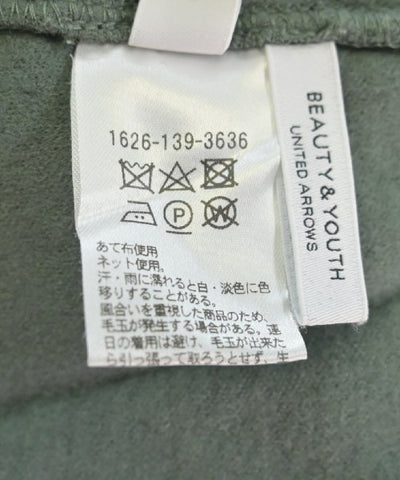 1626-139-3636
P
W
あて布使用
ネット使用。
汗・雨に濡れると白・淡色に色
移りすることがある。
風合いを重視した商品のため、
毛玉が発生する場合がある。連
日の着用は避け、毛玉が出来た
ら引っ張って取ろうとせず、生
BEAUTY & YOUTH
UNITED ARROWS